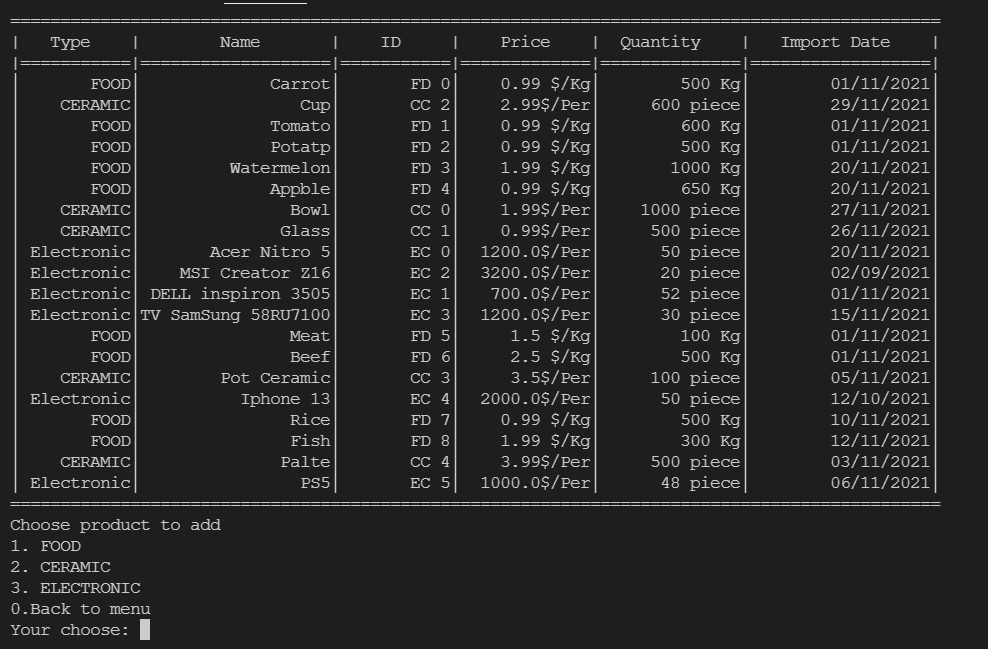 ==============================================================================================
| Type | Name | ID | Price | Quantity | Import Date |
|===========|===================|===========|=============|==============|==================|
| FOOD| Carrot| FD 0| 0.99 $/Kg| 500 Kg| 01/11/2021|
| CERAMIC| Cup| CC 2| 2.99$/Per| 600 piece| 29/11/2021|
| FOOD| Tomato| FD 1| 0.99 $/Kg| 600 Kg| 01/11/2021|
| FOOD| Potatp| FD 2| 0.99 $/Kg| 500 Kg| 01/11/2021|
| FOOD| Watermelon| FD 3| 1.99 $/Kg| 1000 Kg| 20/11/2021|
| FOOD| Appble| FD 4| 0.99 $/Kg| 650 Kg| 20/11/2021|
| CERAMIC| Bowl| CC 0| 1.99$/Per| 1000 piece| 27/11/2021|
| CERAMIC| Glass| CC 1| 0.99$/Per| 500 piece| 26/11/2021|
| Electronic| Acer Nitro 5| EC 0| 1200.0$/Per| 50 piece| 20/11/2021|
| Electronic| MSI Creator Z16| EC 2| 3200.0$/Per| 20 piece| 02/09/2021|
| Electronic| DELL inspiron 3505| EC 1| 700.0$/Per| 52 piece| 01/11/2021|
| Electronic|TV SamSung 58RU7100| EC 3| 1200.0$/Per| 30 piece| 15/11/2021|
| FOOD| Meat| FD 5| 1.5 $/Kg| 100 Kg| 01/11/2021|
| FOOD| Beef| FD 6| 2.5 $/Kg| 500 Kg| 01/11/2021|
| CERAMIC| Pot Ceramic| CC 3| 3.5$/Per| 100 piece| 05/11/2021|
| Electronic| Iphone 13| EC 4| 2000.0$/Per| 50 piece| 12/10/2021|
| FOOD| Rice| FD 7| 0.99 $/Kg| 500 Kg| 10/11/2021|
| FOOD| Fish| FD 8| 1.99 $/Kg| 300 Kg| 12/11/2021|
| CERAMIC| Palte| CC 4| 3.99$/Per| 500 piece| 03/11/2021|
| Electronic| PS5| EC 5| 1000.0$/Per| 48 piece| 06/11/2021|
==============================================================================================
Choose product to add
1. FOOD
2. CERAMIC
3. ELECTRONIC
0.Back to menu
Your choose: